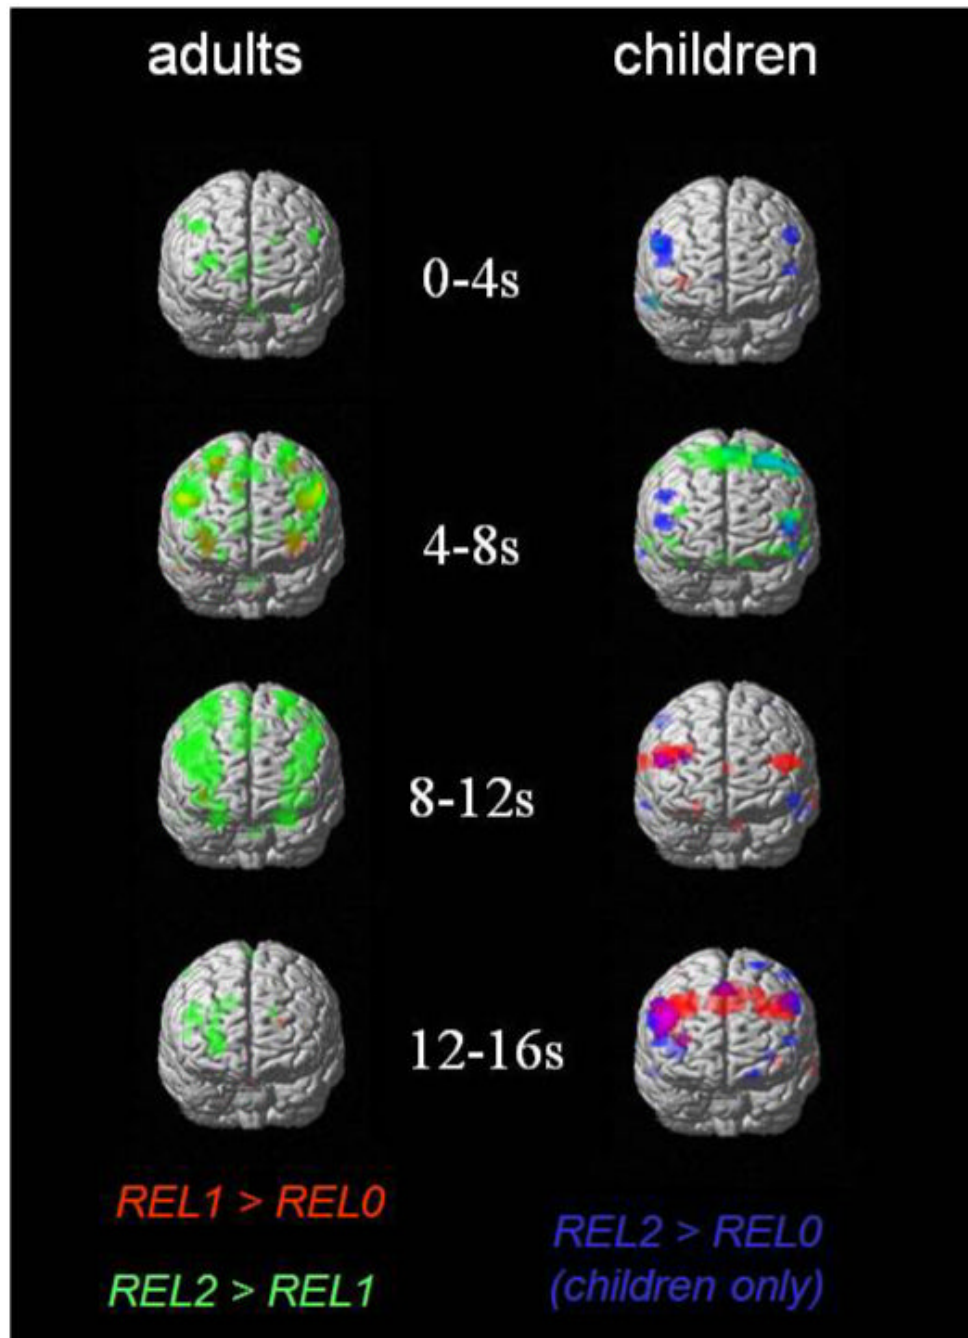 adults children
0-4s
4-8s
8-12s
12-16s
REL1 > REL0
REL2 > REL1
REL2 > REL0
(children only)